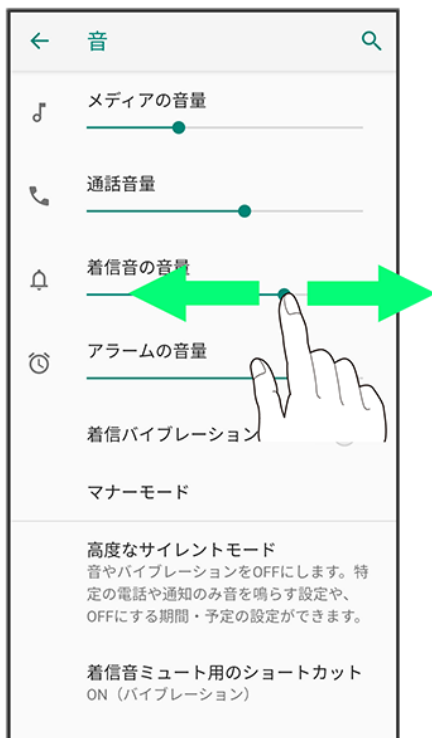 音
メディアの音量
通話音量
着信音の音量
アラームの音量
着信バイブレーション
マナーモード
高度なサイレントモード
音やバイブレーションをOFFにします。特
定の電話や通知のみ音を鳴らす設定や、
OFFにする期間・予定の設定ができます。
着信音ミュート用のショートカット
ON（バイブレーション）